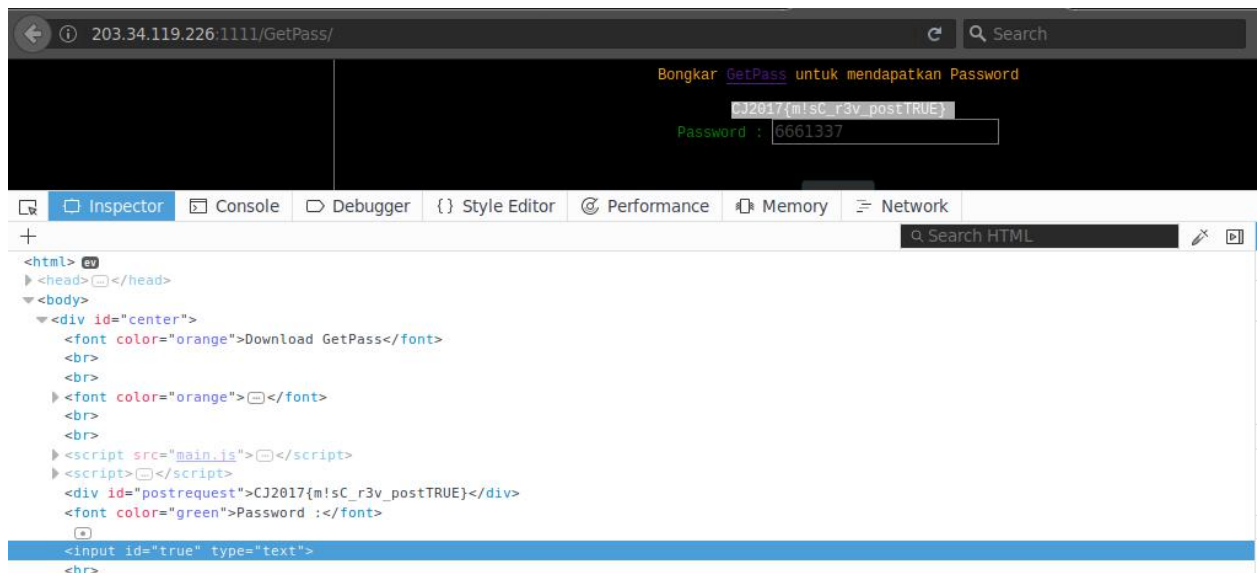 203.34.119.226:1111/GetPass/
Search
Bongkar GetPass untuk mendapatkan Password
CJ2017{m!sC_r3v_postTRUE}
Password : 6661337
Inspector Console Debugger {} Style Editor Performance Memory Network
+ Search HTML
<html> ev
<head></head>
<body>
<div id="center">
<font color="orange">Download GetPass</font>
<br>
<br>
<font color="orange"></font>
<br>
<br>
<script src="main.js"></script>
<script></script>
<div id="postrequest">CJ2017{m!sC_r3v_postTRUE}</div>
<font color="green">Password :</font>
<input id="true" type="text">
<br>